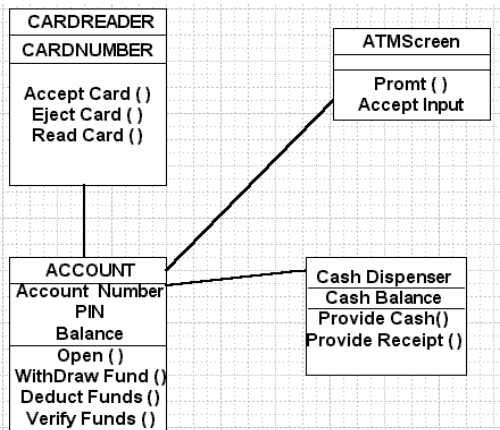 CARDREADER
CARDNUMBER
Accept Card ( )
Eject Card ( )
Read Card ( )
ATMScreen
Promt ( )
Accept Input
ACCOUNT
Account Number
PIN
Balance
Open ( )
WithDraw Fund ()
Deduct Funds ( )
Verify Funds ( )
Cash Dispenser
Cash Balance
Provide Cash()
Provide Receipt ( )